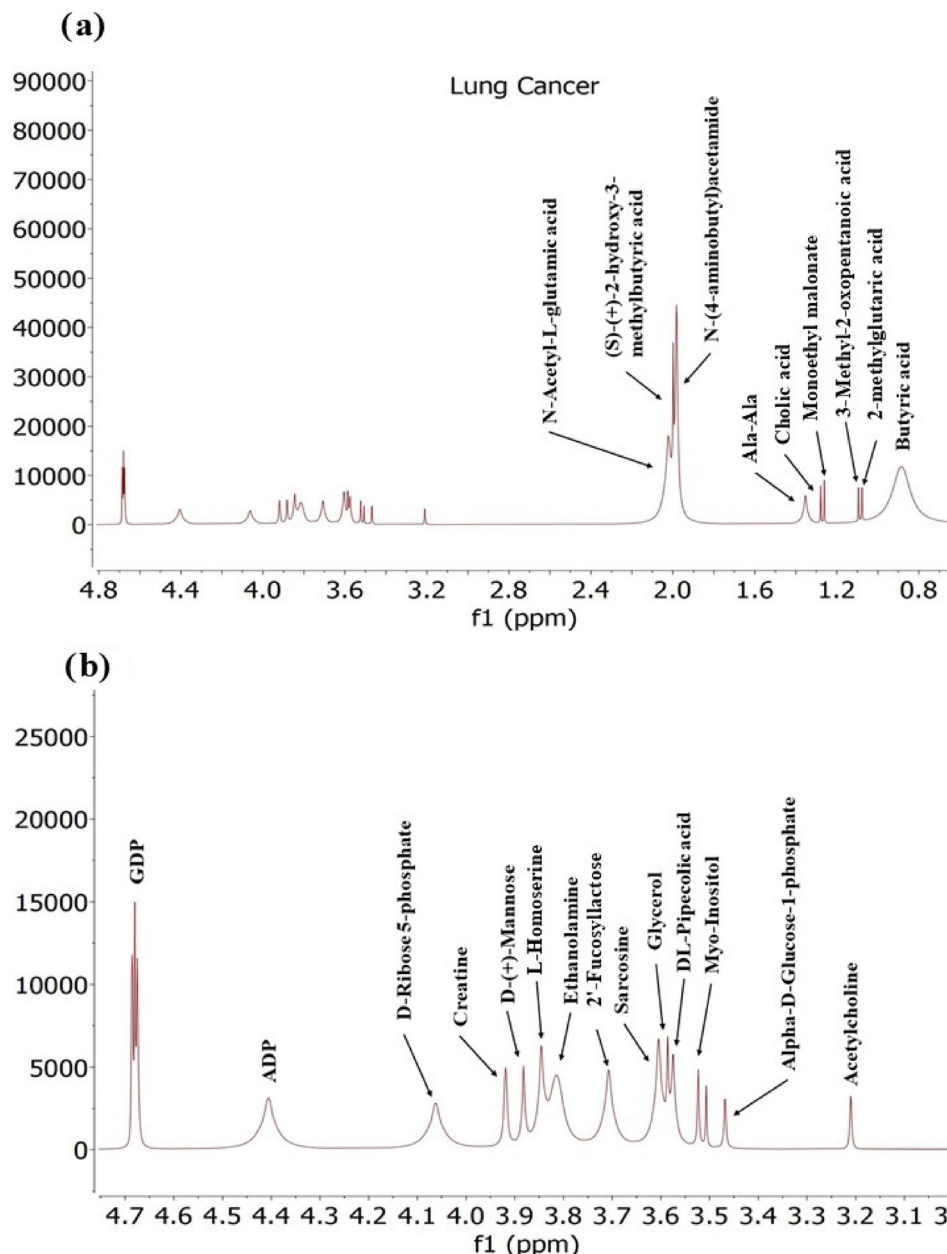 (a)
Lung Cancer
90000
80000
70000
60000
50000
40000
30000
20000
10000
0
N-Acetyl-L-glutamic acid
(S)-(+)-2-hydroxy-3-
methylbutyric acid
N-(4-aminobutyl)acetamide
Ala-Ala
Cholic acid
Monoethyl malonate
3-Methyl-2-oxopentanoic acid
2-methylglutaric acid
Butyric acid
4.8 4.4 4.0 3.6 3.2 2.8 2.4 2.0 1.6 1.2 0.8
f1 (ppm)
(b)
25000
20000
15000
10000
5000
0
GDP
ADP
D-Ribose 5-phosphate
Creatine
D-(+)-Mannose
L-Homoserine
Ethanolamine
2'-Fucosyllactose
Sarcosine
Glycerol
DL-Pipecolic acid
Myo-Inositol
Alpha-D-Glucose-1-phosphate
Acetylcholine
4.7 4.6 4.5 4.4 4.3 4.2 4.1 4.0 3.9 3.8 3.7 3.6 3.5 3.4 3.3 3.2 3.1
f1 (ppm)